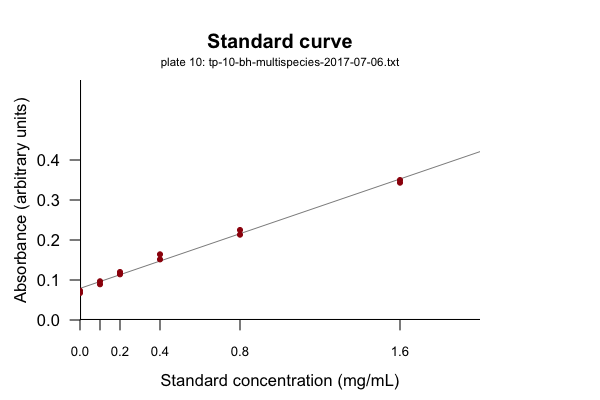 Standard curve
plate 10: tp-10-bh-multispecies-2017-07-06.txt
Absorbance (arbitrary units)
0.4
0.3
0.2
0.1
0.0
0.0 0.2 0.4 0.8 1.6
Standard concentration (mg/mL)